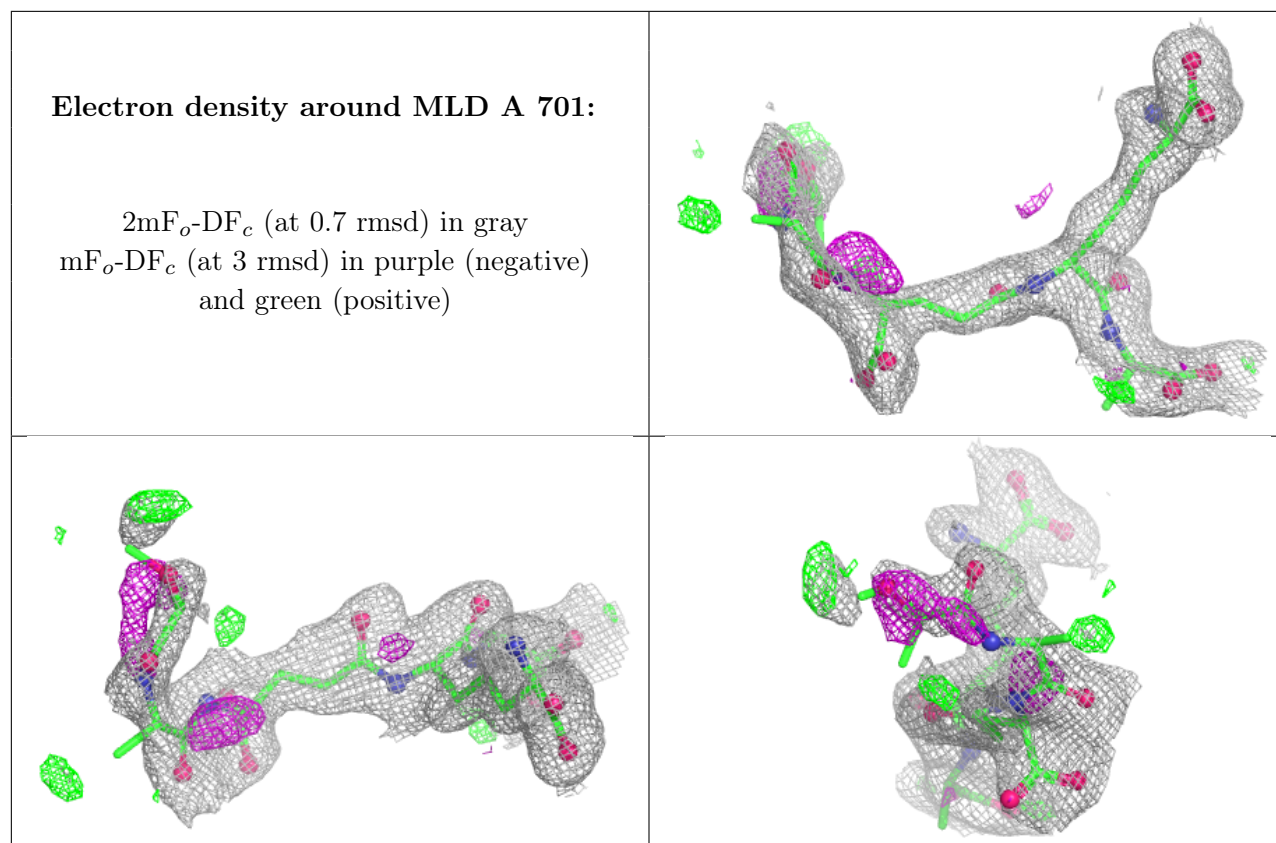 Electron density around MLD A 701:
2mFo-DFc (at 0.7 rmsd) in gray
mFo-DFc (at 3 rmsd) in purple (negative)
and green (positive)